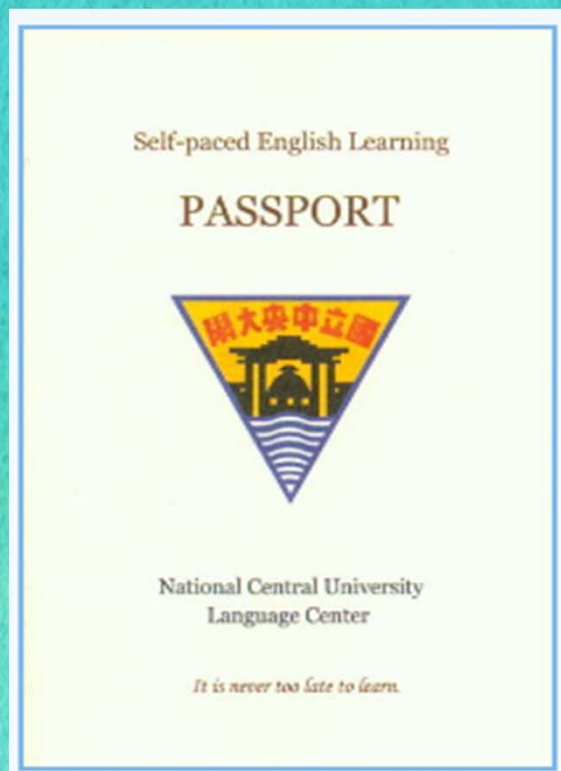 Self-paced English Learning
PASSPORT
國立中央大學
National Central University
Language Center
It is never too late to learn.